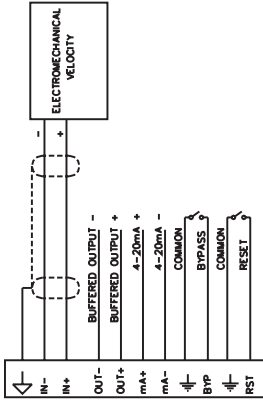 ELECTROMECHANICAL
VELOCITY
-
+
BUFFERED OUTPUT -
BUFFERED OUTPUT +
4-20mA +
4-20mA -
COMMON
BYPASS
COMMON
RESET
IN-
IN+
OUT-
OUT+
mA+
mA-
BYP
RST